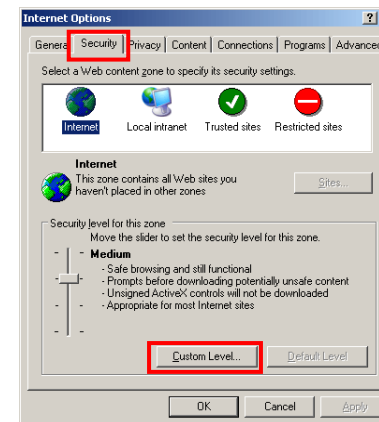 Internet Options ?
General Security Privacy Content Connections Programs Advanced
Select a Web content zone to specify its security settings.
Internet Local intranet Trusted sites Restricted sites
Internet
This zone contains all Web sites you
haven't placed in other zones
Sites...
Security level for this zone
Move the slider to set the security level for this zone.
Medium
- Safe browsing and still functional
- Prompts before downloading potentially unsafe content
- Unsigned ActiveX controls will not be downloaded
- Appropriate for most Internet sites
Custom Level... Default Level
OK Cancel Apply